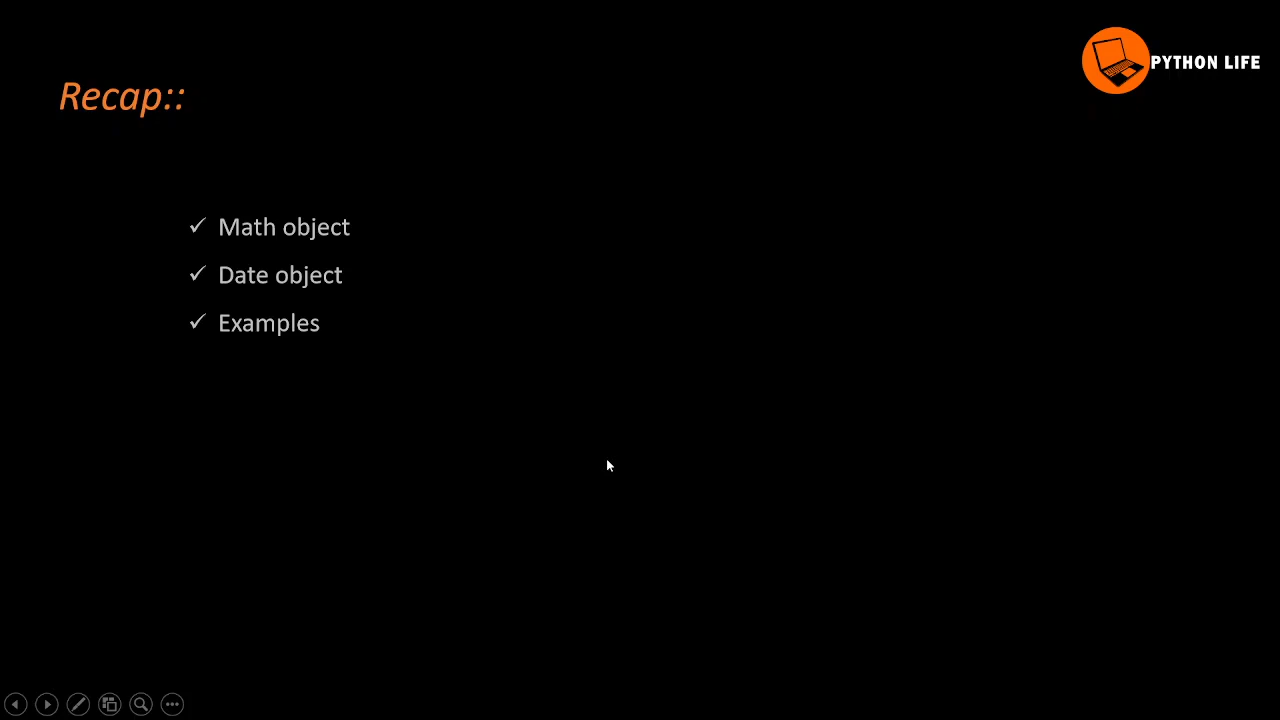 PYTHON LIFE
Recap::
✓ Math object
✓ Date object
✓ Examples